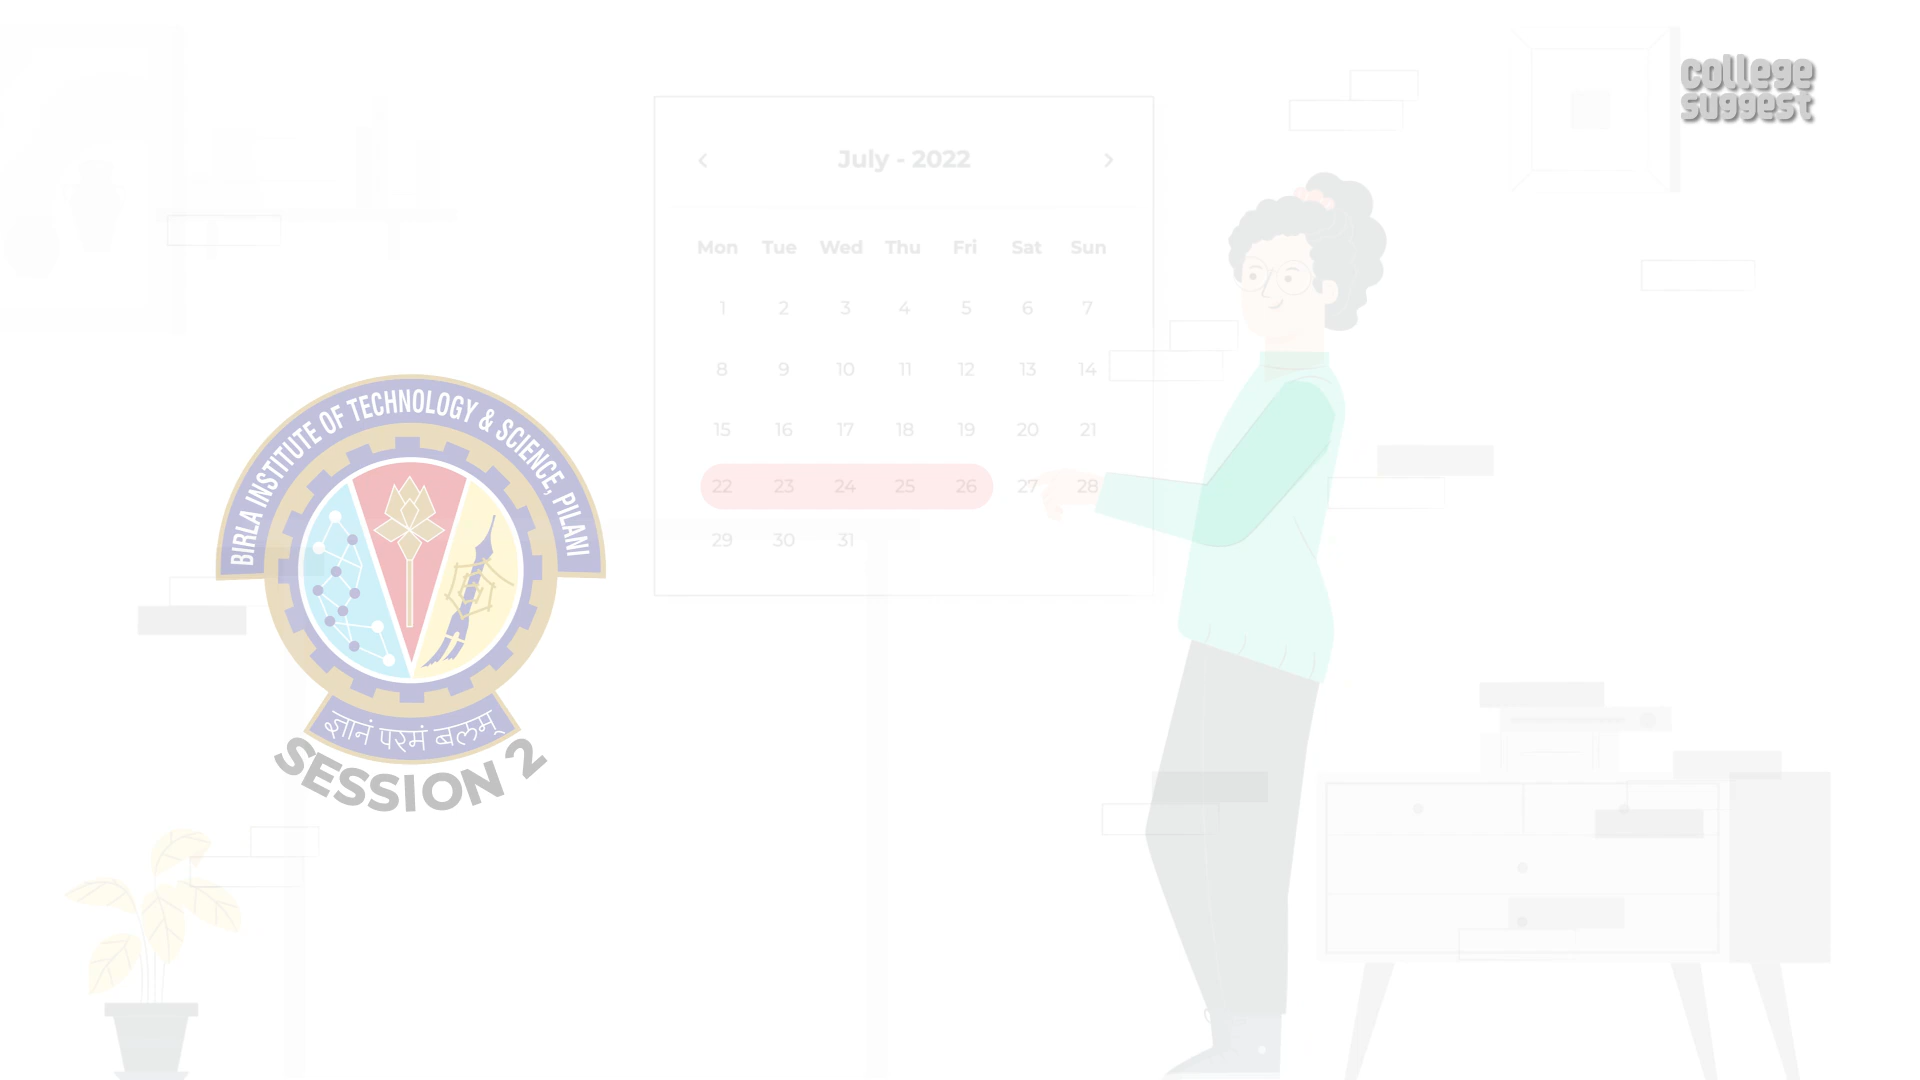 college
suggest
July - 2022
Mon Tue Wed Thu Fri Sat Sun
1 2 3 4 5 6 7
8 9 10 11 12 13 14
15 16 17 18 19 20 21
22 23 24 25 26 27 28
29 30 31
BIRLA INSTITUTE OF TECHNOLOGY & SCIENCE, PILANI
ज्ञानं परमं बलम्
SESSION 2